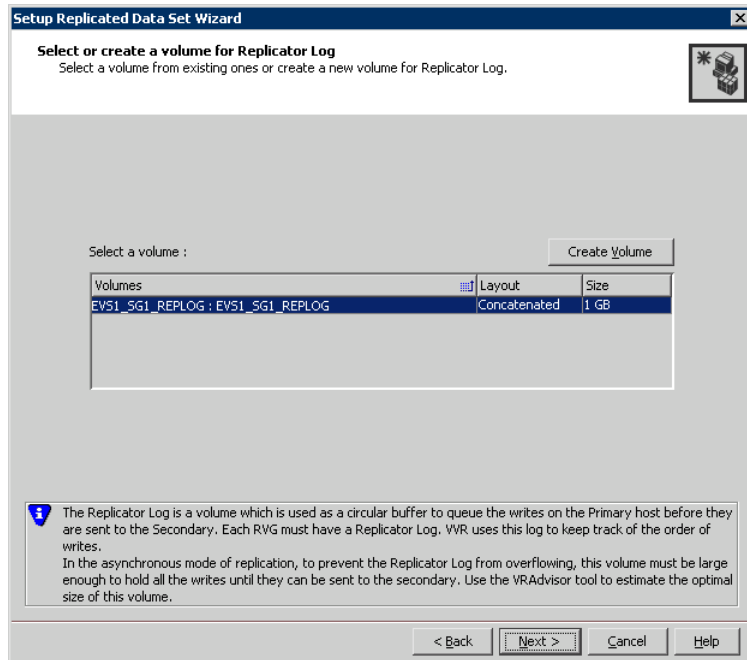 Setup Replicated Data Set Wizard
Select or create a volume for Replicator Log
Select a volume from existing ones or create a new volume for Replicator Log.
Select a volume :
Create Volume
Volumes Layout Size
EVS1_SG1_REPLOG : EVS1_SG1_REPLOG Concatenated 1 GB
The Replicator Log is a volume which is used as a circular buffer to queue the writes on the Primary host before they
are sent to the Secondary. Each RVG must have a Replicator Log. VVR uses this log to keep track of the order of
writes.
In the asynchronous mode of replication, to prevent the Replicator Log from overflowing, this volume must be large
enough to hold all the writes until they can be sent to the secondary. Use the VRAdvisor tool to estimate the optimal
size of this volume.
< Back Next > Cancel Help